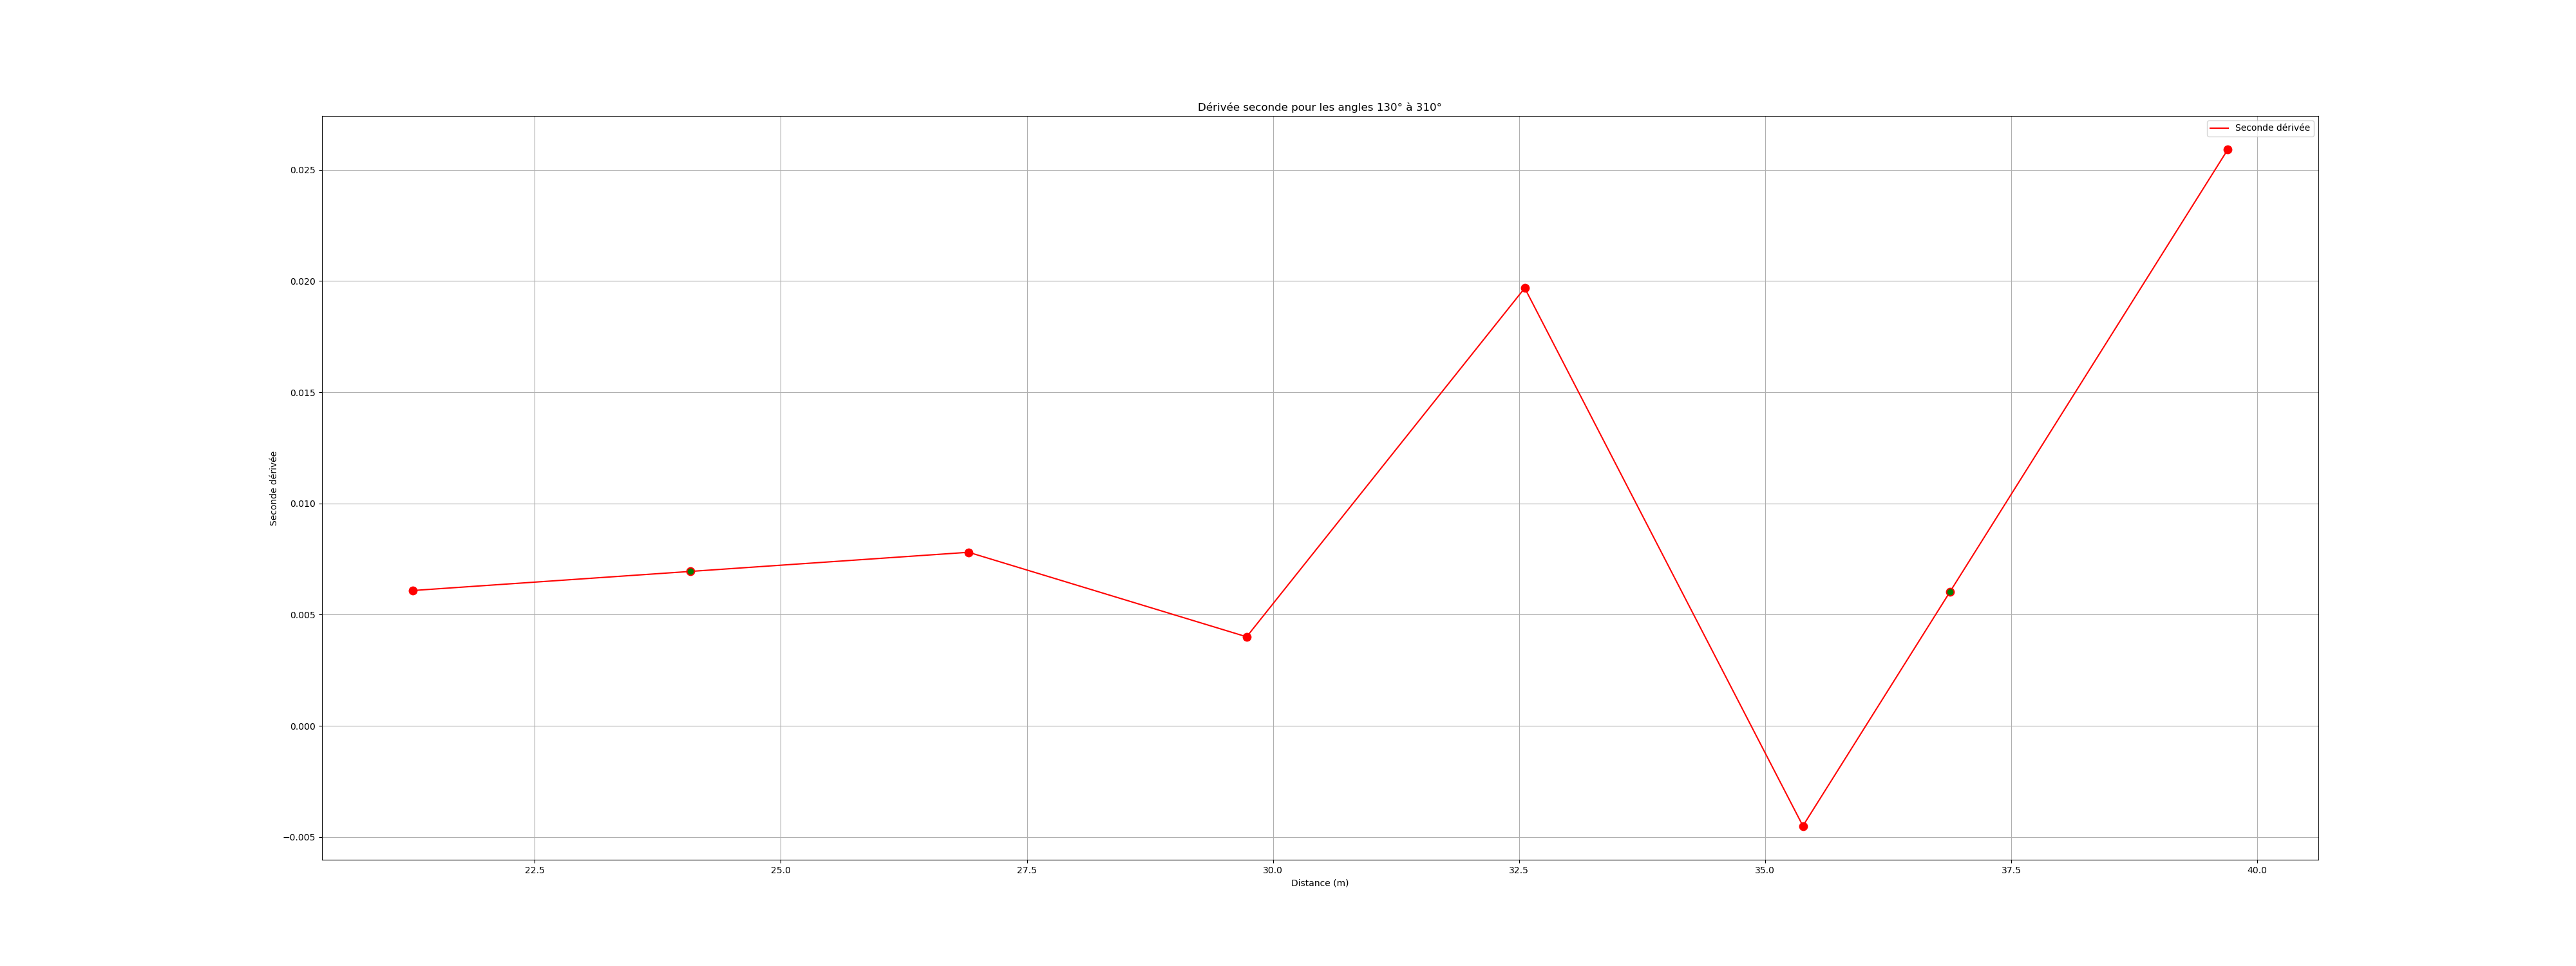 Dérivée seconde pour les angles 130° à 310°
Seconde dérivée
0.025
0.020
0.015
0.010
0.005
0.000
−0.005
Seconde dérivée
22.5 25.0 27.5 30.0 32.5 35.0 37.5 40.0
Distance (m)